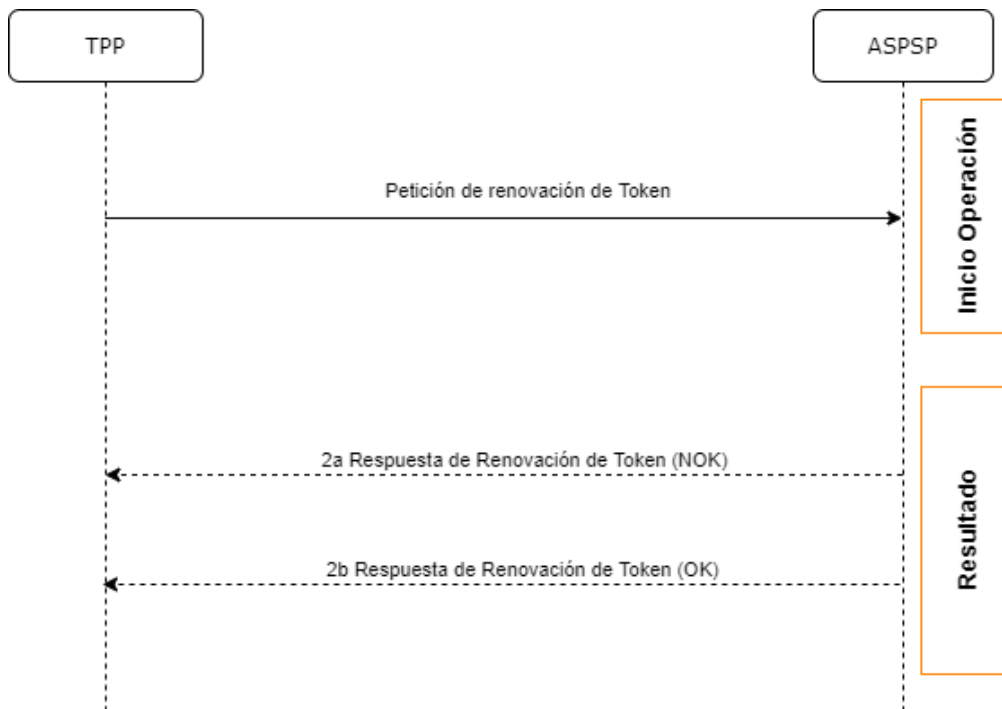 TPP
ASPSP
Petición de renovación de Token
Inicio Operación
2a Respuesta de Renovación de Token (NOK)
2b Respuesta de Renovación de Token (OK)
Resultado